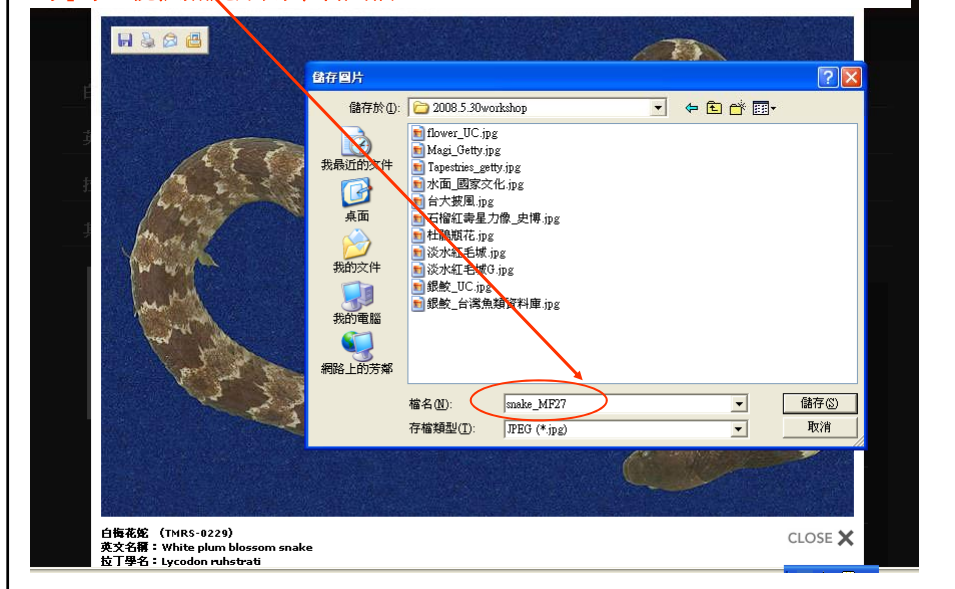 儲存圖片
儲存於(I):
2008.5.30workshop
我最近的文件
桌面
我的文件
我的電腦
網路上的芳鄰
flower_UC.jpg
Magi_Getty.jpg
Tapestries_getty.jpg
水面_國家文化.jpg
台大披風.jpg
石榴紅壽星力像_史博.jpg
杜鵑瓶花.jpg
淡水紅毛城.jpg
淡水紅毛城G.jpg
銀鮫_UC.jpg
銀鮫_台灣魚類資料庫.jpg
檔名(N):
snake_MF27
儲存(S)
存檔類型(T):
JPEG (*.jpg)
取消
白梅花蛇 (TMRS-0229)
英文名稱:White plum blossom snake
拉丁學名:Lycodon ruhstrati
CLOSE